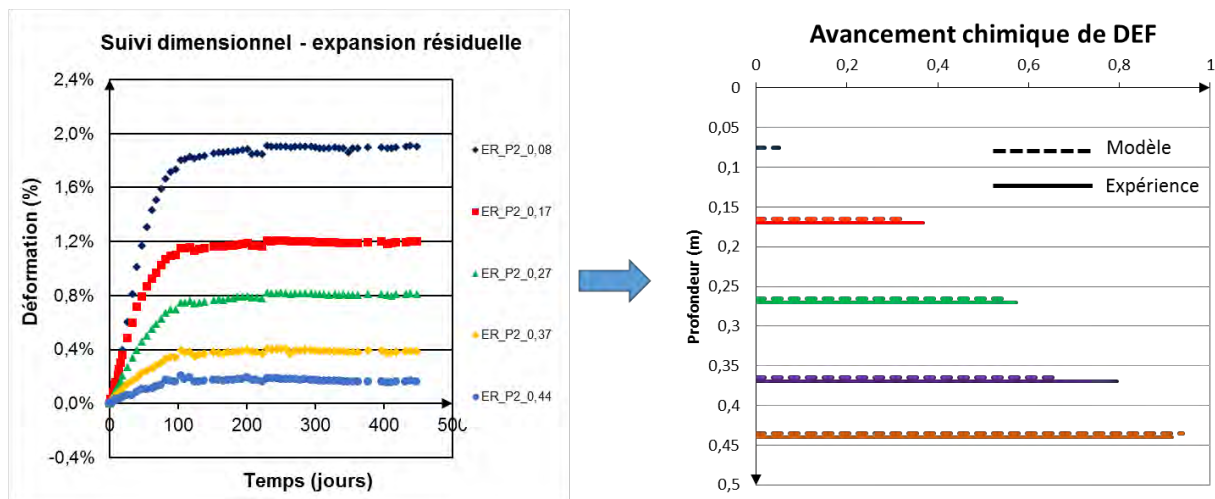 Suivi dimensionnel - expansion résiduelle
2,4%
2,0%
1,6%
1,2%
0,8%
0,4%
0,0%
-0,4%
Déformation (%)
0
100
200
300
400
500
Temps (jours)
ER_P2_0,08
ER_P2_0,17
ER_P2_0,27
ER_P2_0,37
ER_P2_0,44
Avancement chimique de DEF
0
0,2
0,4
0,6
0,8
1
0
0,05
0,1
0,15
0,2
0,25
0,3
0,35
0,4
0,45
0,5
Profondeur (m)
Modèle
Expérience